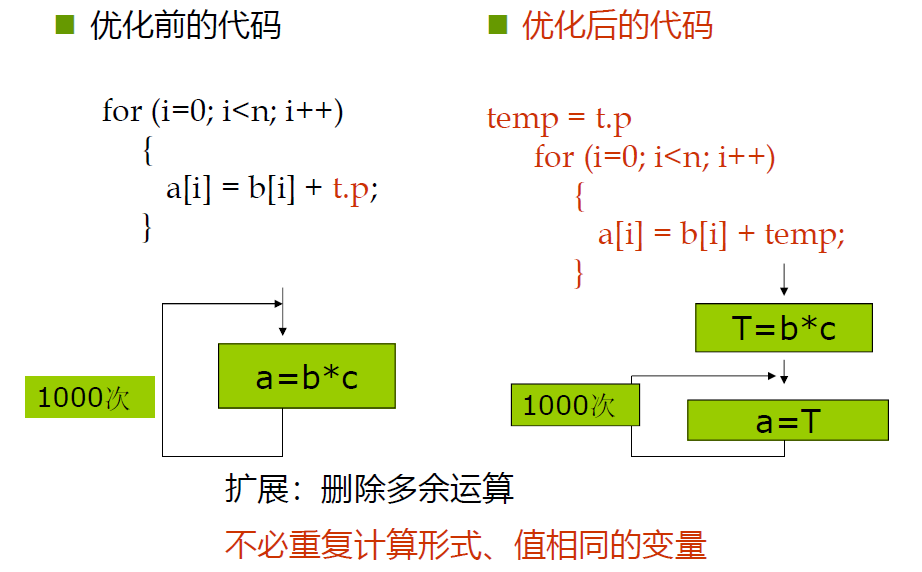 优化前的代码
for (i=0; i<n; i++)
{
a[i] = b[i] + t.p;
}
1000次
a=b*c
优化后的代码
temp = t.p
for (i=0; i<n; i++)
{
a[i] = b[i] + temp;
}
T=b*c
1000次
a=T
扩展：删除多余运算
不必重复计算形式、值相同的变量